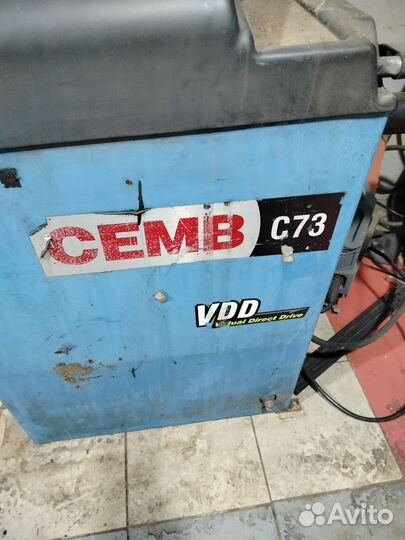 CEMB C73
VDD
Virtual Direct Drive
Avito